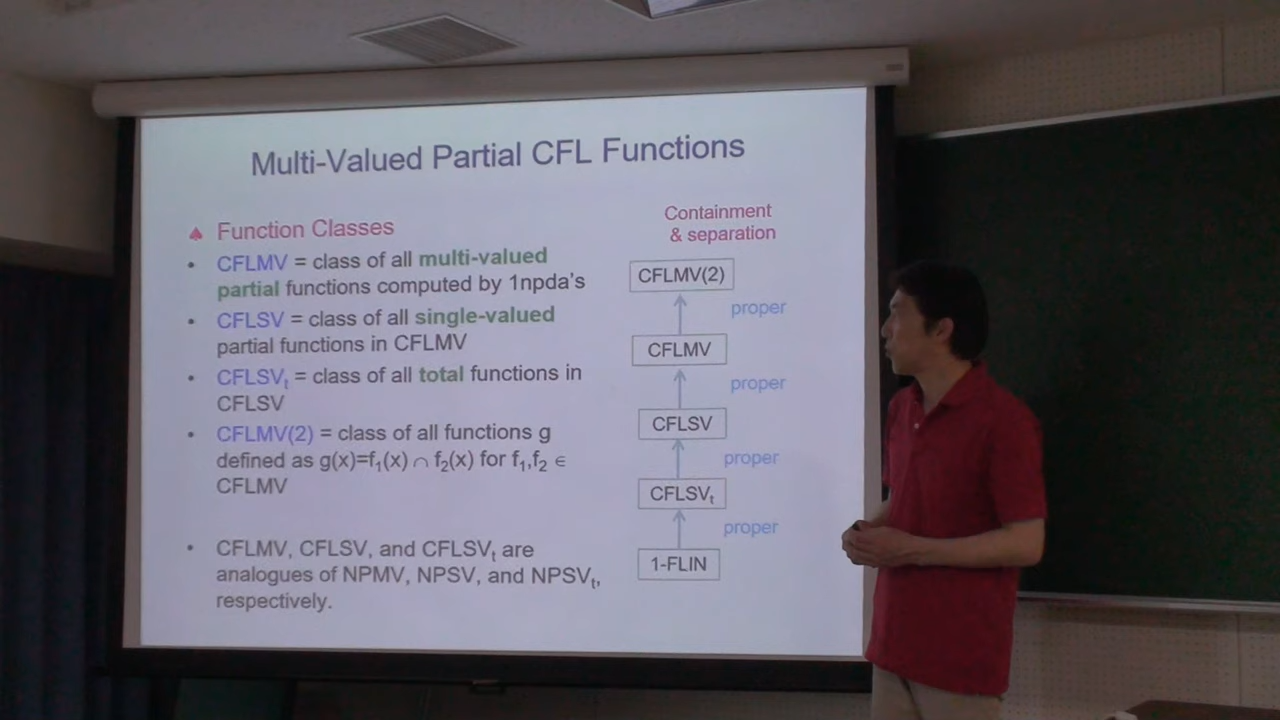 Multi-Valued Partial CFL Functions
♠ Function Classes
• CFLMV = class of all multi-valued
partial functions computed by 1npda's
• CFLSV = class of all single-valued
partial functions in CFLMV
• CFLSVₜ = class of all total functions in
CFLSV
• CFLMV(2) = class of all functions g
defined as g(x)=f₁(x) ∩ f₂(x) for f₁,f₂ ∈
CFLMV
• CFLMV, CFLSV, and CFLSVₜ are
analogues of NPMV, NPSV, and NPSVₜ,
respectively.
Containment
& separation
CFLMV(2)
proper
CFLMV
proper
CFLSV
proper
CFLSVₜ
proper
1-FLIN